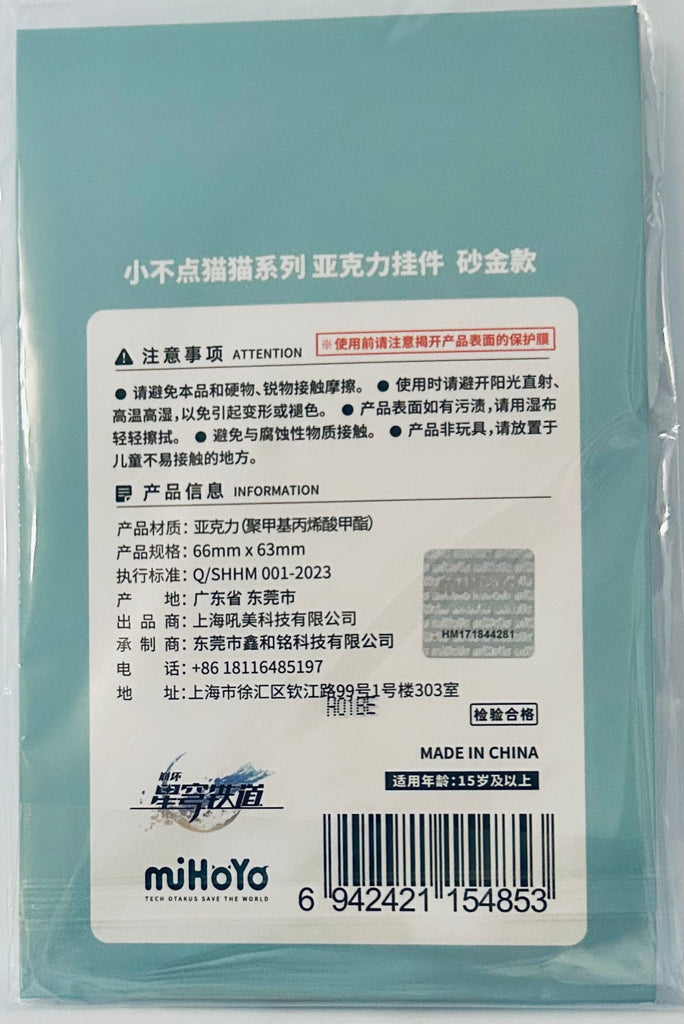 小不点猫猫系列 亚克力挂件 砂金款
注意事项 ATTENTION ※使用前请注意揭开产品表面的保护膜
● 请避免本品和硬物、锐物接触摩擦。 ● 使用时请避开阳光直射、
高温高湿,以免引起变形或褪色。 ● 产品表面如有污渍,请用湿布
轻轻擦拭。 ● 避免与腐蚀性物质接触。 ● 产品非玩具,请放置于
儿童不易接触的地方。
产品信息 INFORMATION
产品材质: 亚克力(聚甲基丙烯酸甲酯)
产品规格: 66mm x 63mm
执行标准: Q/SHHM 001-2023
产 地: 广东省 东莞市
出品商: 上海吼美科技有限公司
承制商: 东莞市鑫和铭科技有限公司
电 话: +86 18116485197
地 址: 上海市徐汇区钦江路99号1号楼303室
HM171844281
A01BE
检验合格
MADE IN CHINA
适用年龄:15岁及以上
崩坏
星穹铁道
miHoYo
TECH OTAKUS SAVE THE WORLD
6 942421 154853